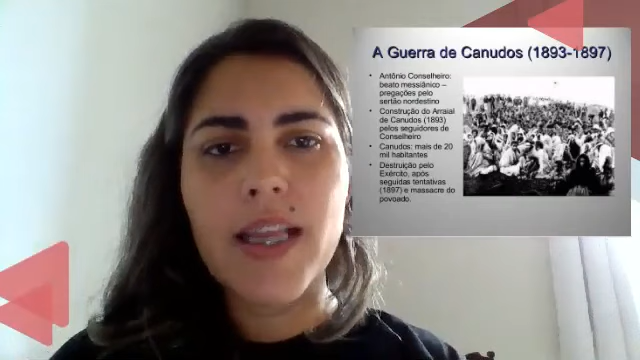 A Guerra de Canudos (1893-1897)
• Antônio Conselheiro:
beato messiânico –
pregações pelo
sertão nordestino
• Construção do Arraial
de Canudos (1893)
pelos seguidores de
Conselheiro
• Canudos: mais de 20
mil habitantes
• Destruição pelo
Exército, após
seguidas tentativas
(1897) e massacre do
povoado.